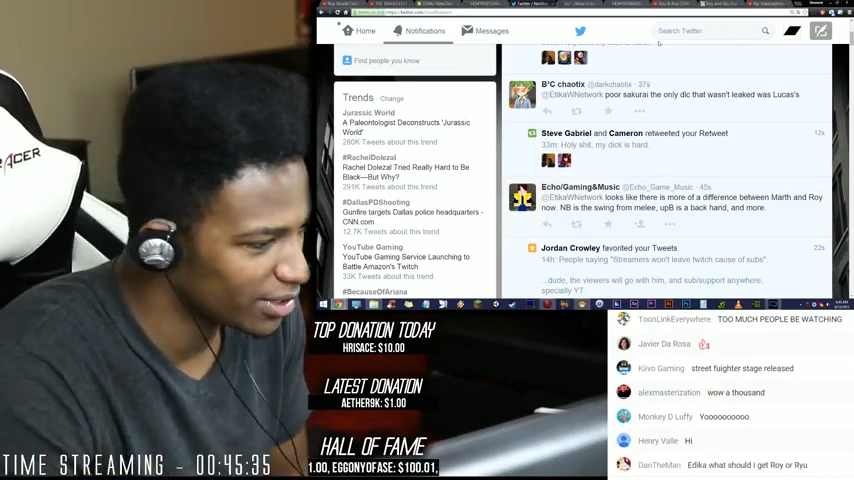 Home
Notifications
Messages
Search Twitter
Find people you know
Trends · Change
Jurassic World
A Paleontologist Deconstructs 'Jurassic
World'
280K Tweets about this trend
#RachelDolezal
Rachel Dolezal Tried Really Hard to Be
Black—But Why?
291K Tweets about this trend
#DallasPDShooting
Gunfire targets Dallas police headquarters -
CNN.com
12.7K Tweets about this trend
YouTube Gaming
YouTube Gaming Service Launching to
Battle Amazon's Twitch
33K Tweets about this trend
#BecauseOfAriana
B²C chaotix @darkchaotix · 37s
@EtikaWNetwork poor sakurai the only dlc that wasn't leaked was Lucas's
Steve Gabriel and Cameron retweeted your Retweet
12s
33m: Holy shit, my dick is hard.
Echo/Gaming&Music @Echo_Game_Music · 45s
@EtikaWNetwork looks like there is more of a difference between Marth and Roy
now. NB is the swing from melee, upB is a back hand, and more.
Jordan Crowley favorited your Tweets
22s
14h: People saying "Streamers won't leave twitch cause of subs"
...dude, the viewers will go with him, and sub/support anyway,
specially YT.
ACER
TOP DONATION TODAY
HRISACE: $10.00
LATEST DONATION
AETHER9K: $1.00
HALL OF FAME
1.00, EGGONYOFASE: $100.01,
TIME STREAMING - 00:45:35
ToonLinkEverywhere TOO MUCH PEOPLE BE WATCHING
Javier Da Rosa
Kiivo Gaming street fuighter stage released
alexmasterization wow a thousand
Monkey D Luffy Yoooooooooo.
Henry Valle Hi
DanTheMan Edika what should I get Roy or Ryu